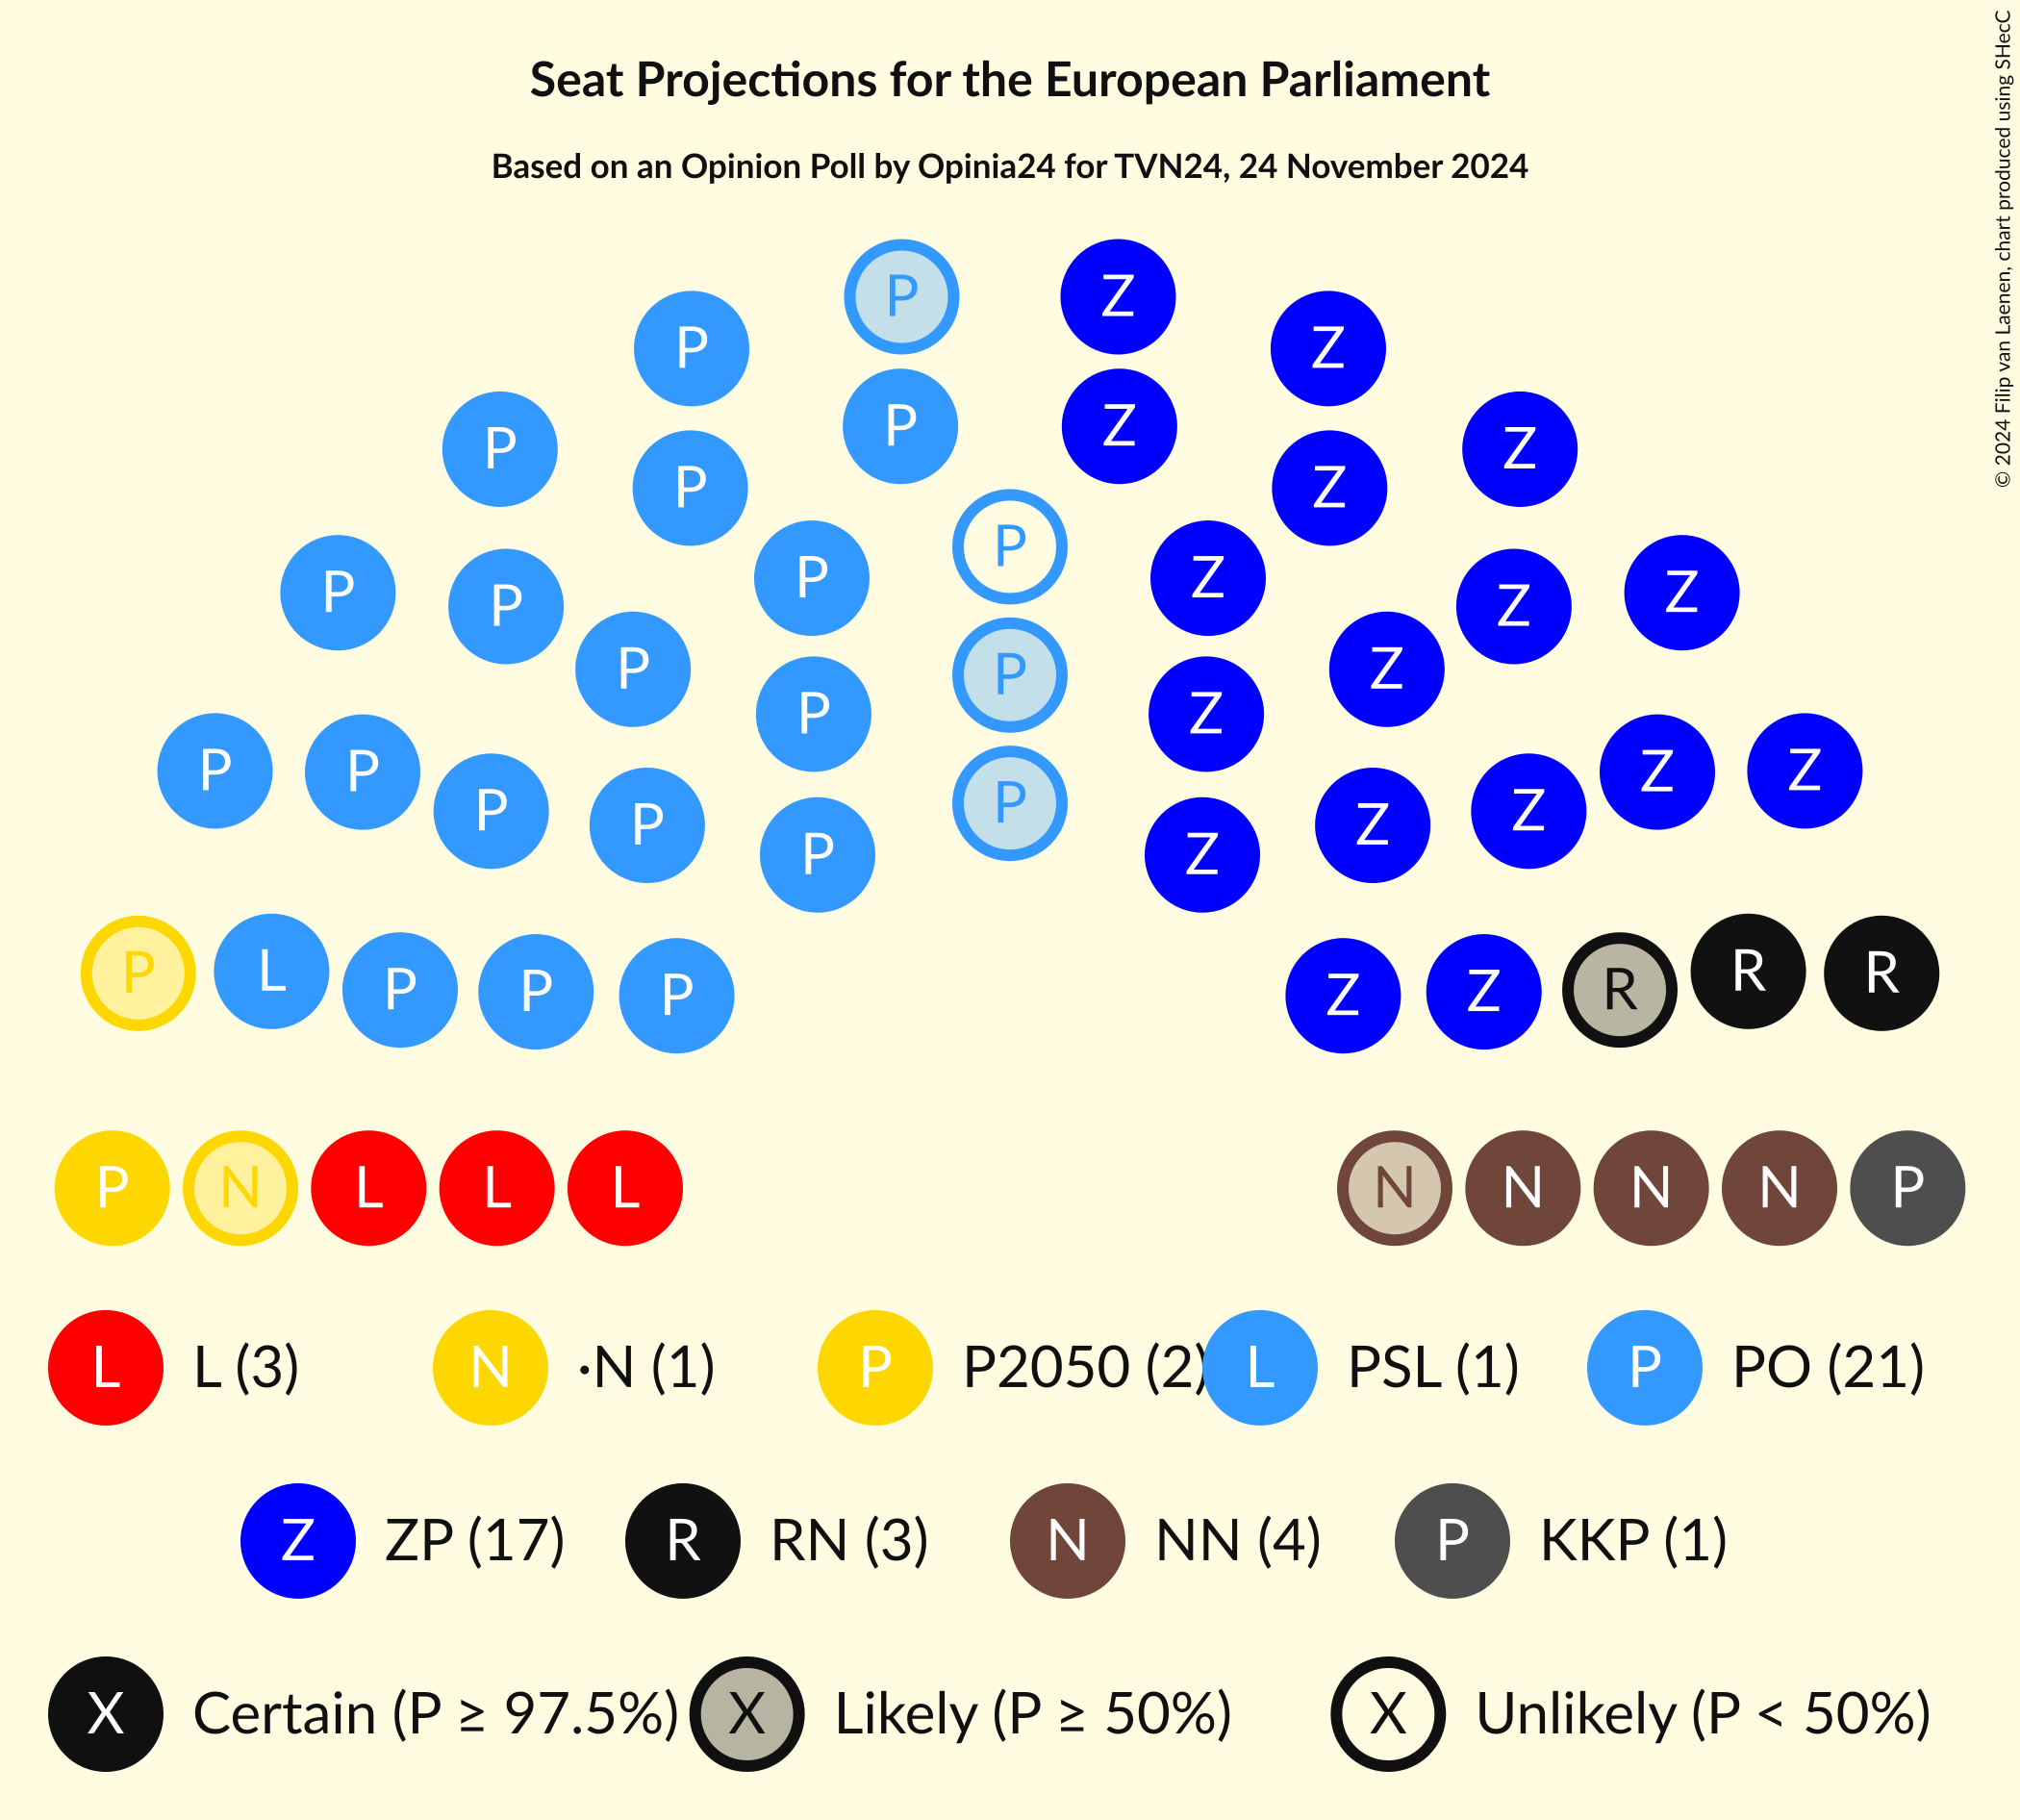 Seat Projections for the European Parliament
Based on an Opinion Poll by Opinia24 for TVN24, 24 November 2024
© 2024 Filip van Laenen, chart produced using SHecC
P Z
P Z
P Z
P Z
P Z
P Z
P
P Z
P Z
P Z
P Z
P
P Z
P Z
P Z
P Z
P Z
P
P Z
P Z
P L P P P Z Z R R R
P N L L L N N N N P
L L (3) N ·N (1) P P2050 (2) L PSL (1) P PO (21)
Z ZP (17) R RN (3) N NN (4) P KKP (1)
X Certain (P ≥ 97.5%) X Likely (P ≥ 50%) X Unlikely (P < 50%)